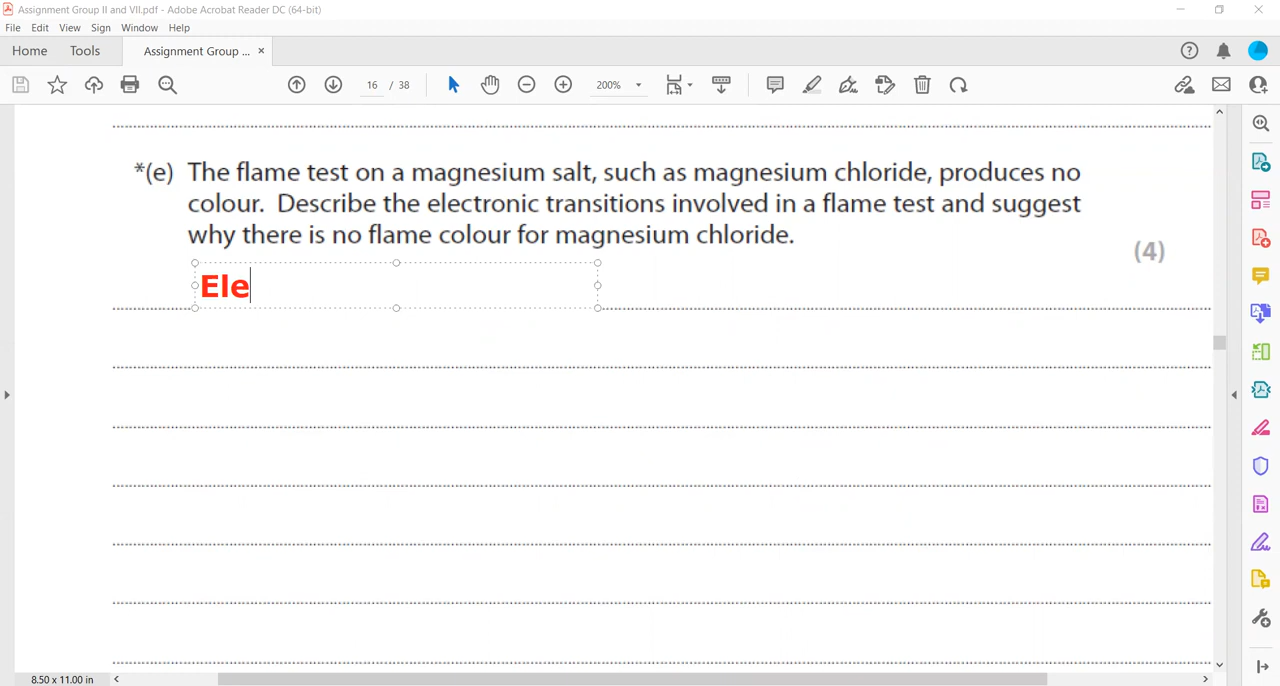 Assignment Group II and VII.pdf - Adobe Acrobat Reader DC (64-bit)
File Edit View Sign Window Help
Home Tools Assignment Group ... ×
16 / 38 200%
*(e) The flame test on a magnesium salt, such as magnesium chloride, produces no
colour. Describe the electronic transitions involved in a flame test and suggest
why there is no flame colour for magnesium chloride.
(4)
Ele
8.50 x 11.00 in